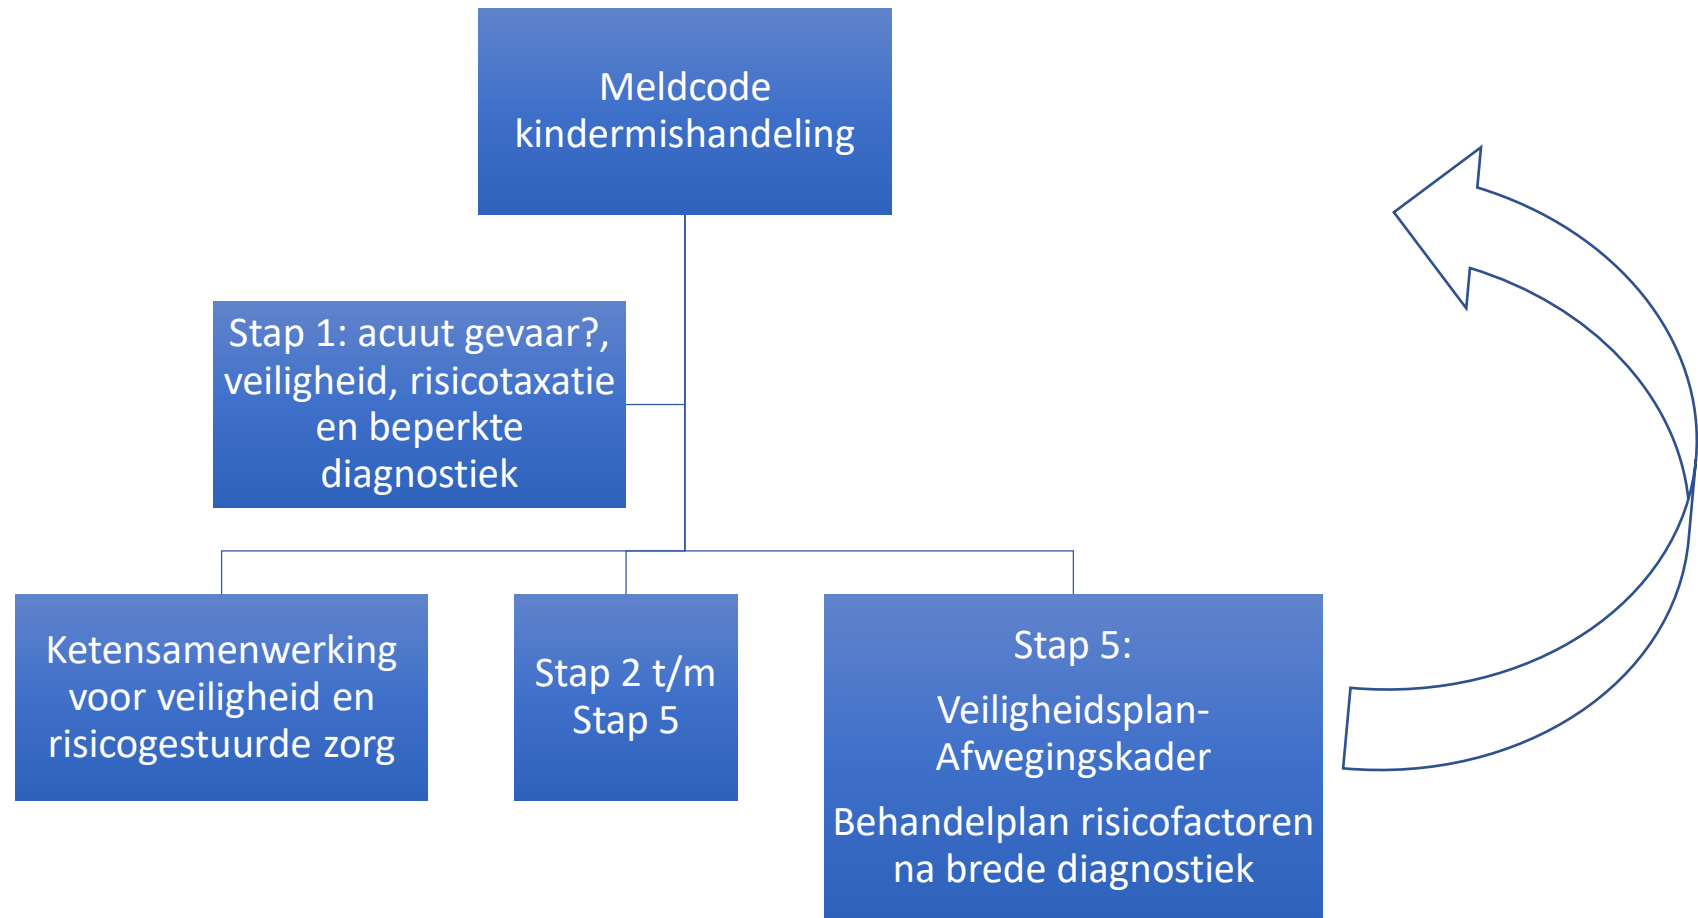 Meldcode
kindermishandeling
Stap 1: acuut gevaar?,
veiligheid, risicotaxatie
en beperkte
diagnostiek
Ketensamenwerking
voor veiligheid en
risicogestuurde zorg
Stap 2 t/m
Stap 5
Stap 5:
Veiligheidsplan-
Afwegingskader
Behandelplan risicofactoren
na brede diagnostiek